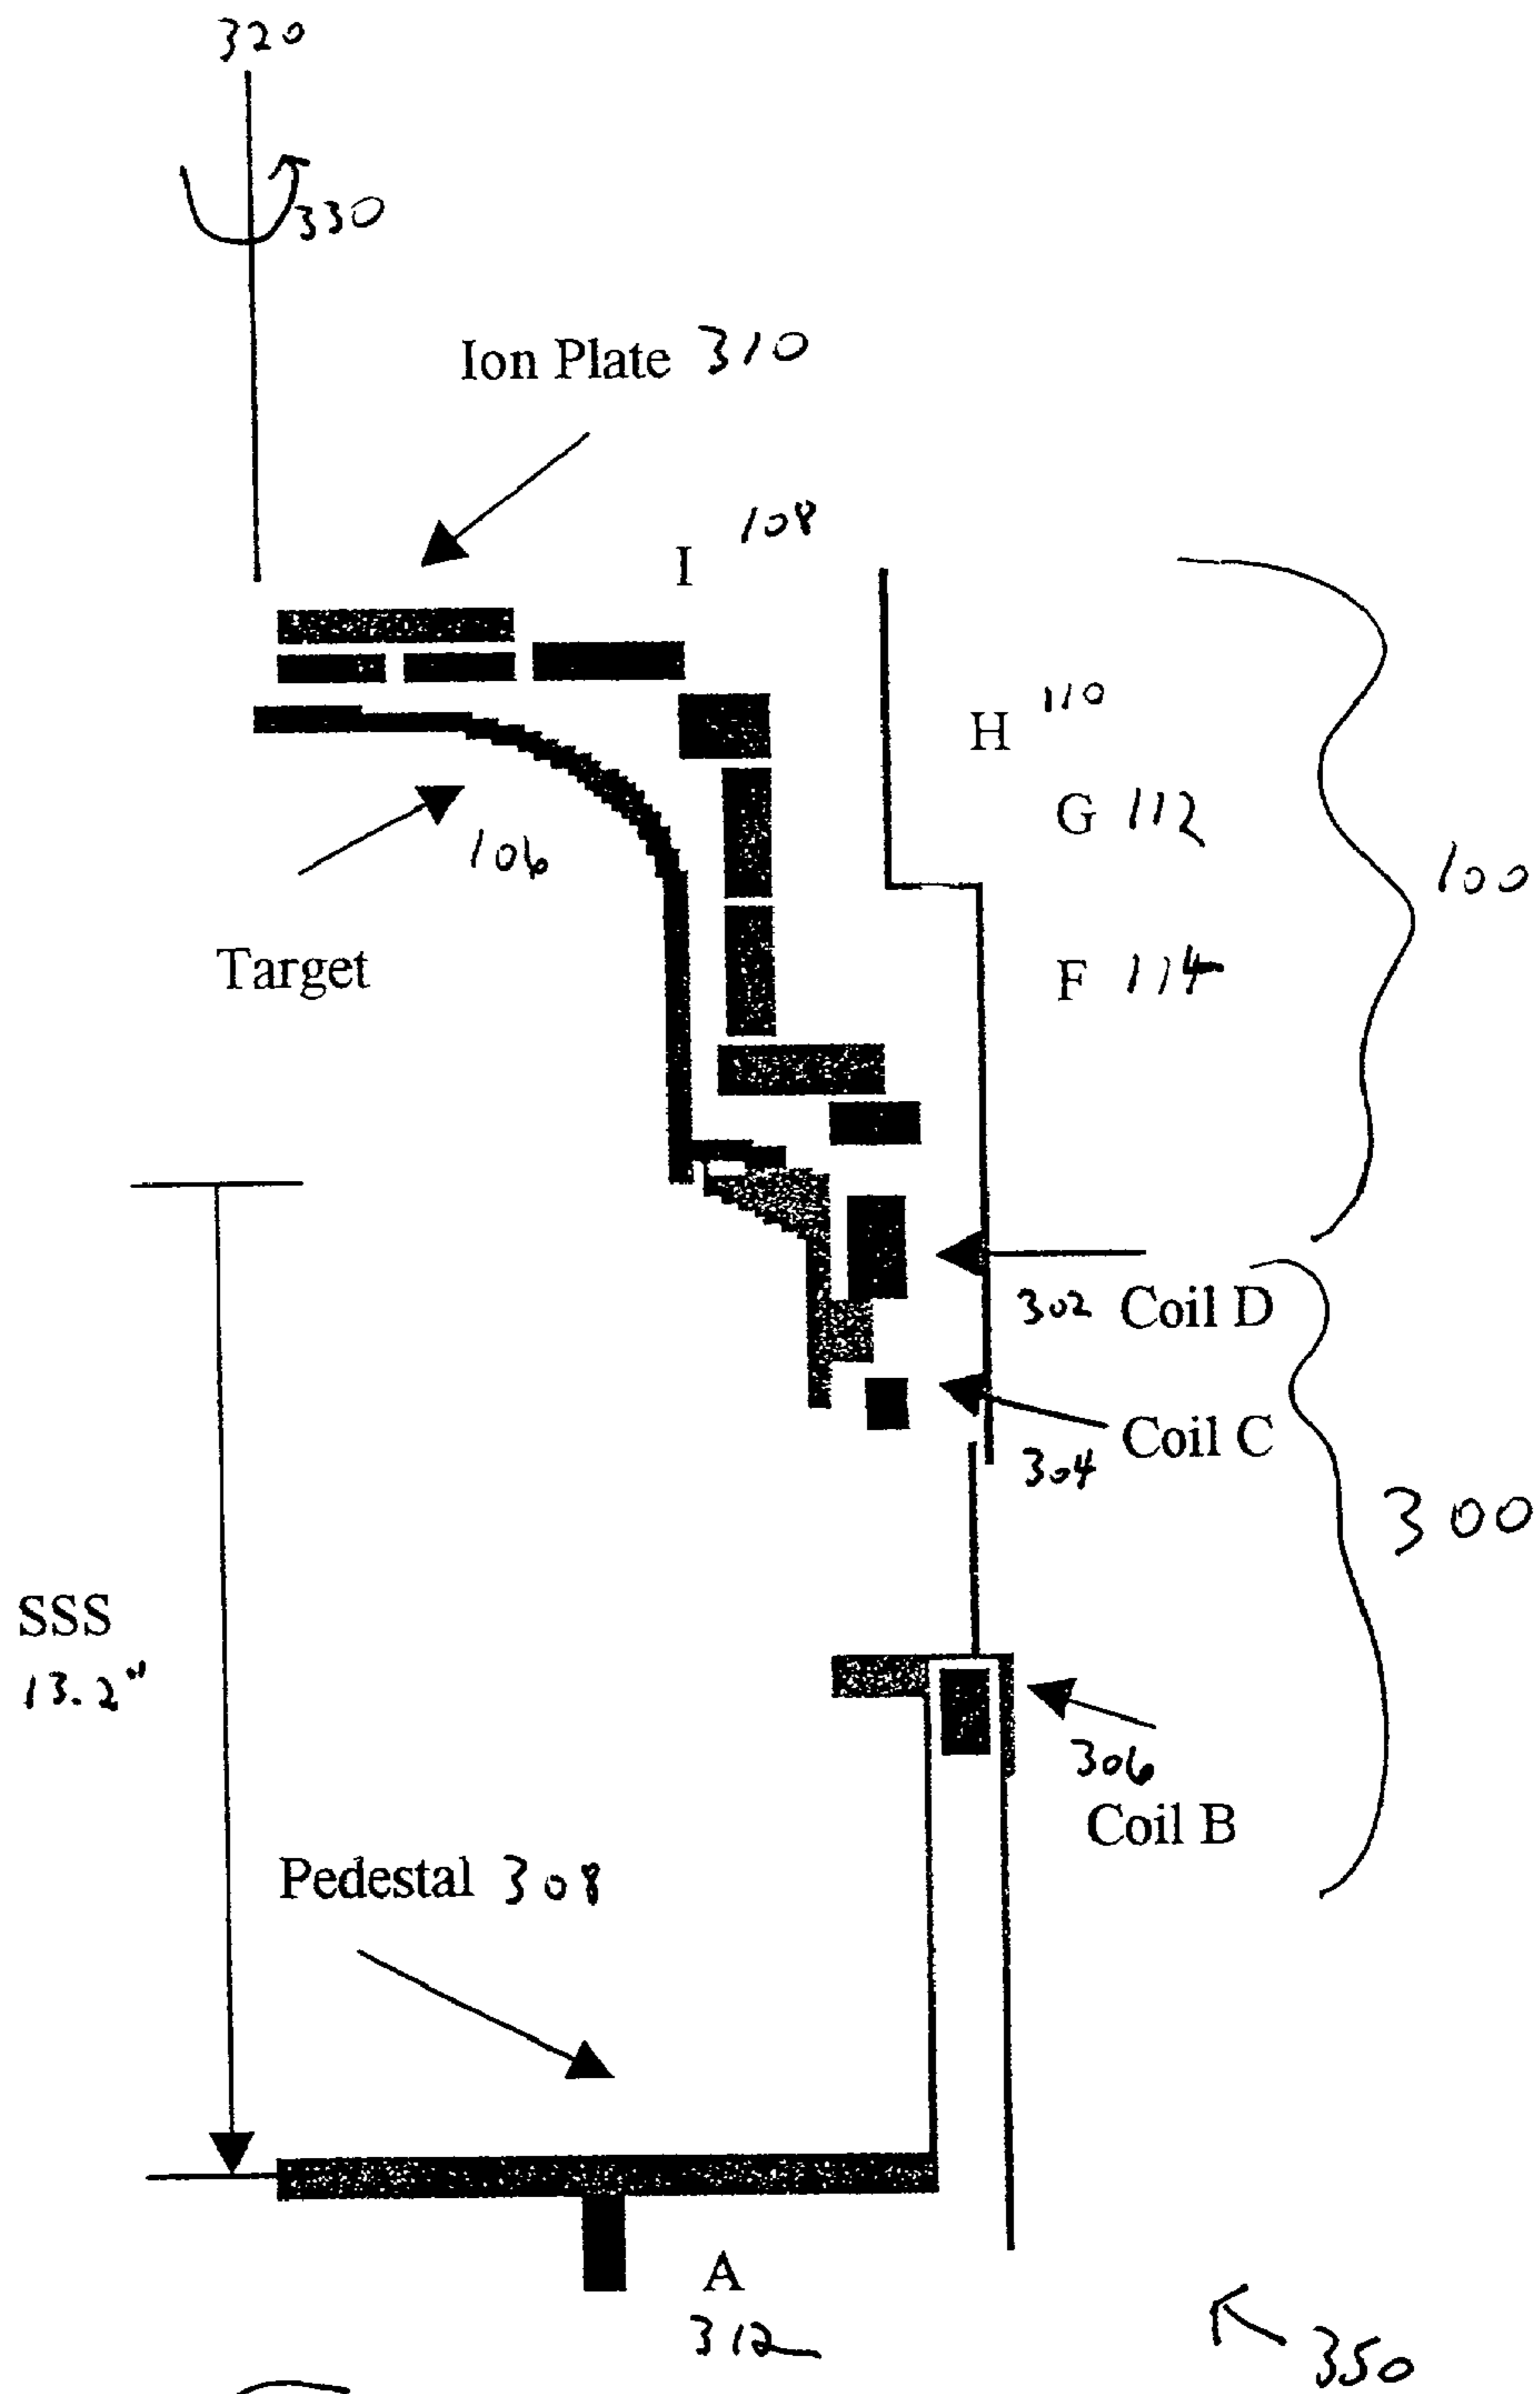 320
330
Ion Plate 310
I 108
H 110
G 112
106
100
Target
F 114
302 Coil D
Coil C
304
300
SSS
13.2"
306
Coil B
Pedestal 308
A
312
350